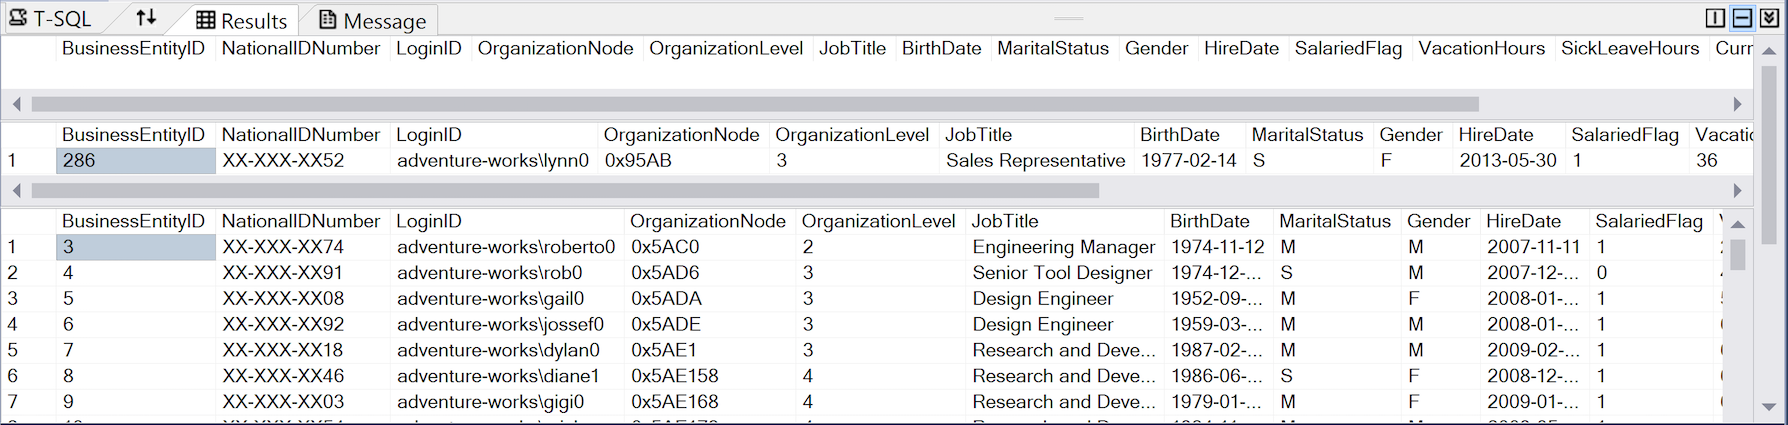 T-SQL Results Message
BusinessEntityID NationalIDNumber LoginID OrganizationNode OrganizationLevel JobTitle BirthDate MaritalStatus Gender HireDate SalariedFlag VacationHours SickLeaveHours Curr
BusinessEntityID NationalIDNumber LoginID OrganizationNode OrganizationLevel JobTitle BirthDate MaritalStatus Gender HireDate SalariedFlag Vacati
1 286 XX-XXX-XX52 adventure-works\lynn0 0x95AB 3 Sales Representative 1977-02-14 S F 2013-05-30 1 36
BusinessEntityID NationalIDNumber LoginID OrganizationNode OrganizationLevel JobTitle BirthDate MaritalStatus Gender HireDate SalariedFlag
1 3 XX-XXX-XX74 adventure-works\roberto0 0x5AC0 2 Engineering Manager 1974-11-12 M M 2007-11-11 1
2 4 XX-XXX-XX91 adventure-works\rob0 0x5AD6 3 Senior Tool Designer 1974-12-... S M 2007-12-... 0
3 5 XX-XXX-XX08 adventure-works\gail0 0x5ADA 3 Design Engineer 1952-09-... M F 2008-01-... 1
4 6 XX-XXX-XX92 adventure-works\jossef0 0x5ADE 3 Design Engineer 1959-03-... M M 2008-01-... 1
5 7 XX-XXX-XX18 adventure-works\dylan0 0x5AE1 3 Research and Deve... 1987-02-... M M 2009-02-... 1
6 8 XX-XXX-XX46 adventure-works\diane1 0x5AE158 4 Research and Deve... 1986-06-... S F 2008-12-... 1
7 9 XX-XXX-XX03 adventure-works\gigi0 0x5AE168 4 Research and Deve... 1979-01-... M F 2009-01-... 1